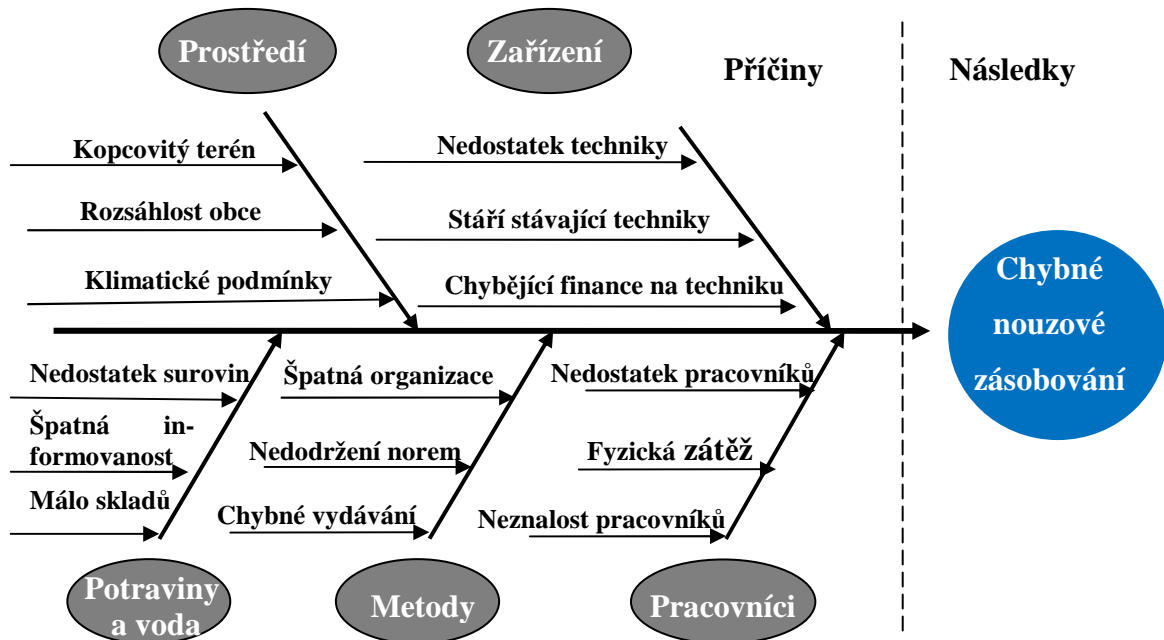 Prostředí
Zařízení
Příčiny
Následky
Kopcovitý terén
Rozsáhlost obce
Klimatické podmínky
Nedostatek techniky
Stáří stávající techniky
Chybějící finance na techniku
Chybné
nouzové
zásobování
Nedostatek surovin
Špatná in-
formovanost
Málo skladů
Špatná organizace
Nedodržení norem
Chybné vydávání
Nedostatek pracovníků
Fyzická zátěž
Neznalost pracovníků
Potraviny
a voda
Metody
Pracovníci